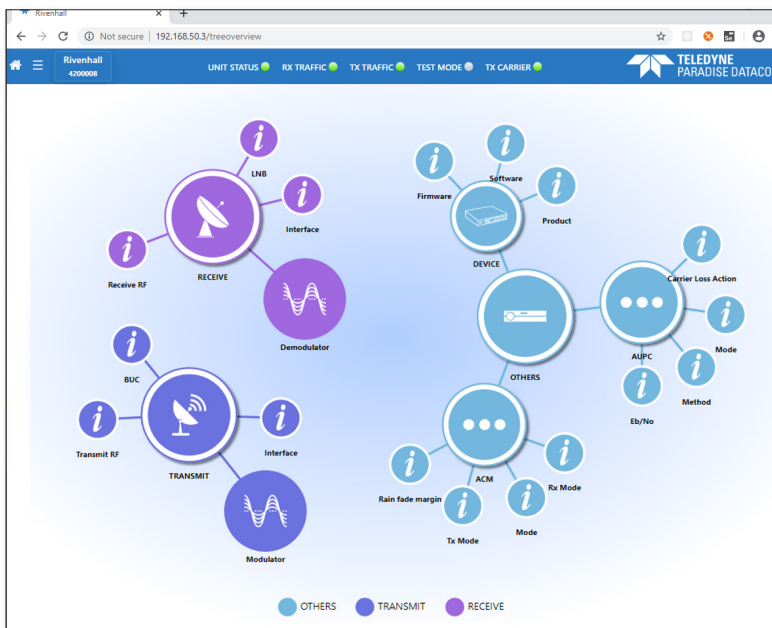 Rivenhall
Not secure | 192.168.50.3/treeoverview
Rivenhall
4200008
UNIT STATUS
RX TRAFFIC
TX TRAFFIC
TEST MODE
TX CARRIER
TELEDYNE
PARADISE DATACO
LNB
Interface
Receive RF
RECEIVE
Demodulator
Firmware
Software
Product
DEVICE
OTHERS
Carrier Loss Action
Mode
AUPC
Method
Eb/No
BUC
Transmit RF
Interface
TRANSMIT
Modulator
Rain fade margin
ACM
Rx Mode
Tx Mode
Mode
OTHERS
TRANSMIT
RECEIVE